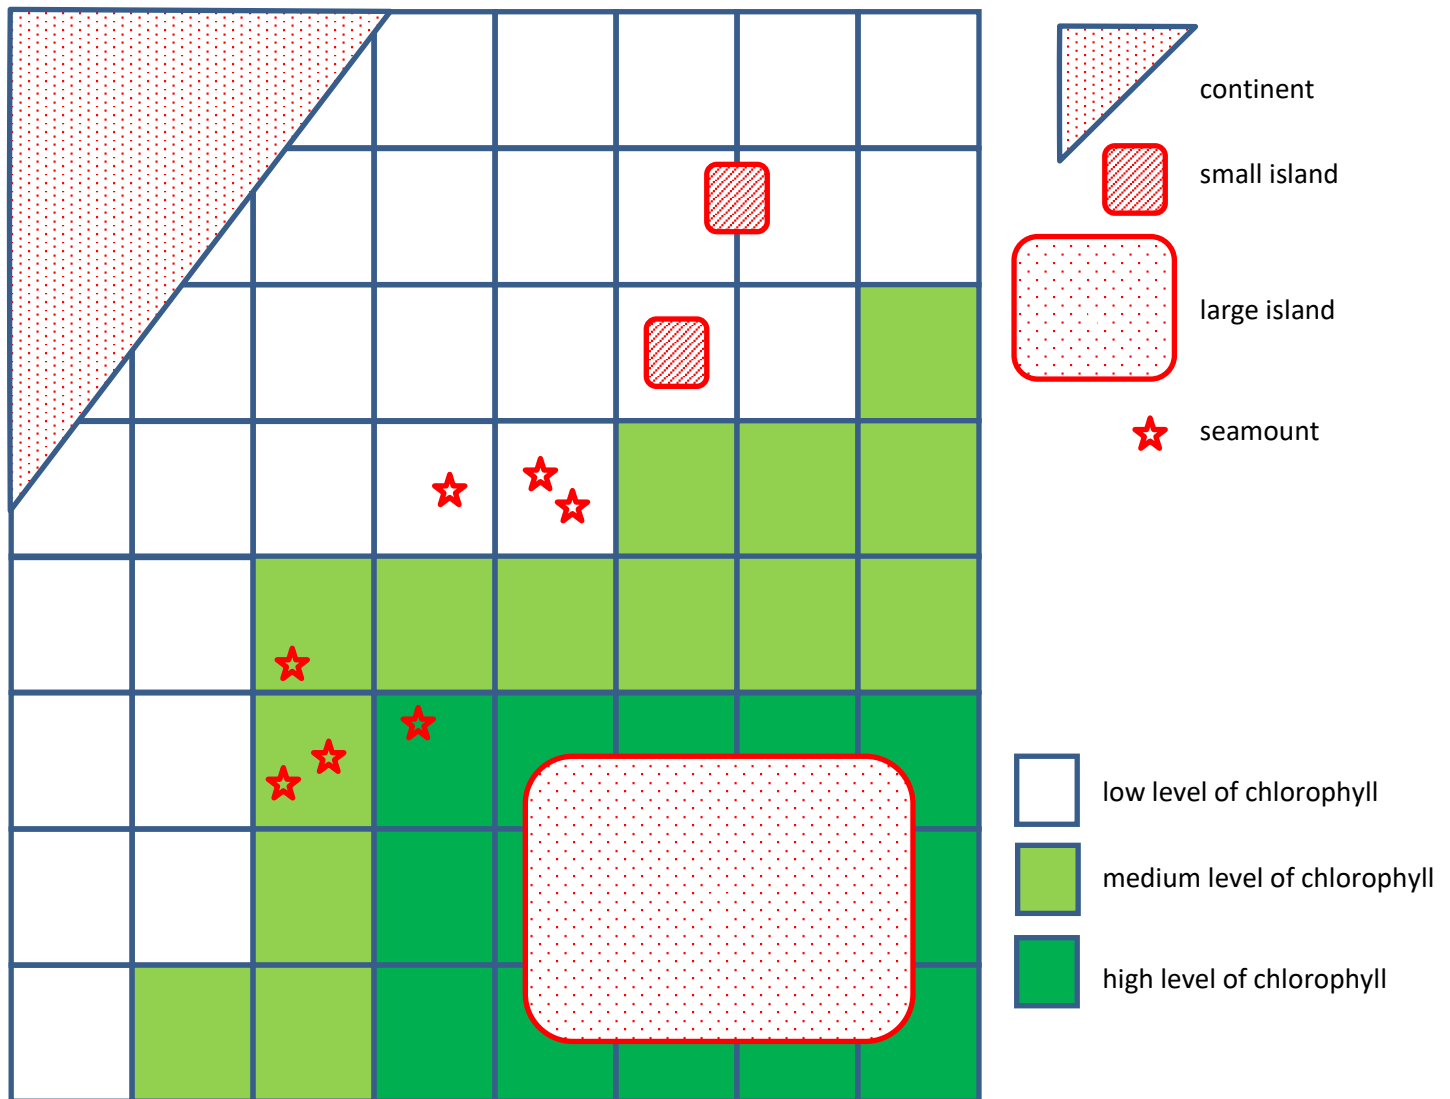 continent
small island
large island
seamount
low level of chlorophyll
medium level of chlorophyll
high level of chlorophyll